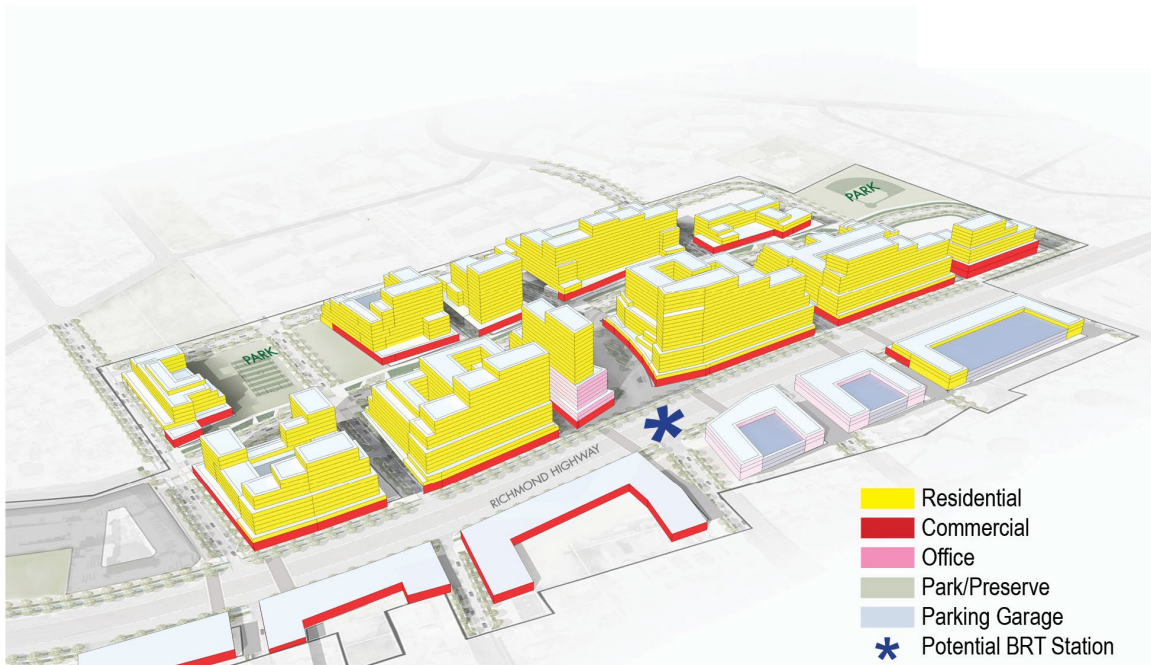 PARK
PARK
RICHMOND HIGHWAY
Residential
Commercial
Office
Park/Preserve
Parking Garage
Potential BRT Station